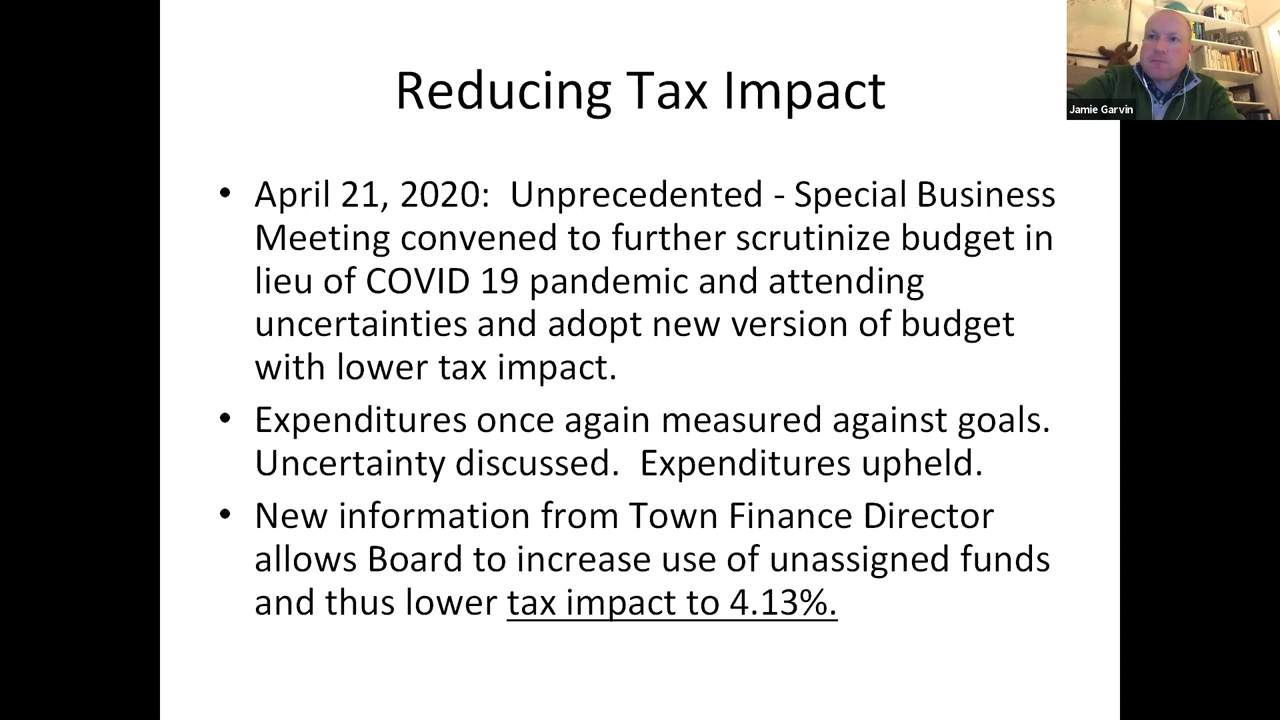 Reducing Tax Impact
Jamie Garvin
• April 21, 2020:  Unprecedented - Special Business
Meeting convened to further scrutinize budget in
lieu of COVID 19 pandemic and attending
uncertainties and adopt new version of budget
with lower tax impact.
• Expenditures once again measured against goals.
Uncertainty discussed.  Expenditures upheld.
• New information from Town Finance Director
allows Board to increase use of unassigned funds
and thus lower tax impact to 4.13%.